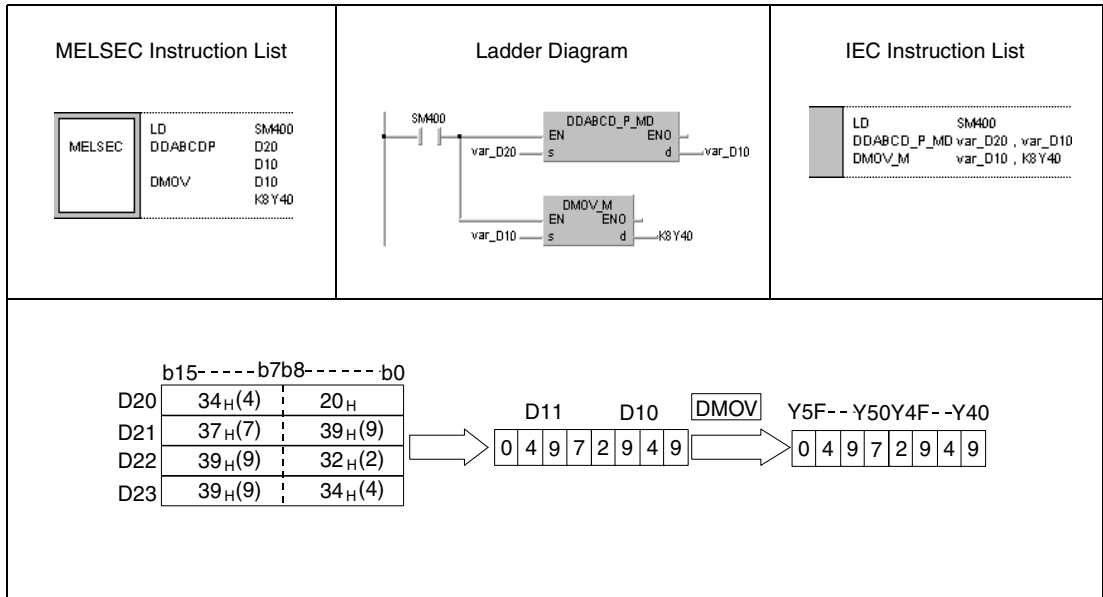 MELSEC Instruction List
MELSEC
LD SM400
DDABCDP D20
D10
DMOV D10
K8Y40
Ladder Diagram
SM400
DDABCD_P_MD
EN ENO
var_D20 s d var_D10
DMOV_M
EN ENO
var_D10 s d K8Y40
IEC Instruction List
LD SM400
DDABCD_P_MD var_D20 , var_D10
DMOV_M var_D10 , K8Y40
b15------b7b8--------b0
D20 34H(4) 20H
D21 37H(7) 39H(9)
D22 39H(9) 32H(2)
D23 39H(9) 34H(4)
D11 D10
0 4 9 7 2 9 4 9
DMOV
Y5F-- Y50Y4F--Y40
0 4 9 7 2 9 4 9